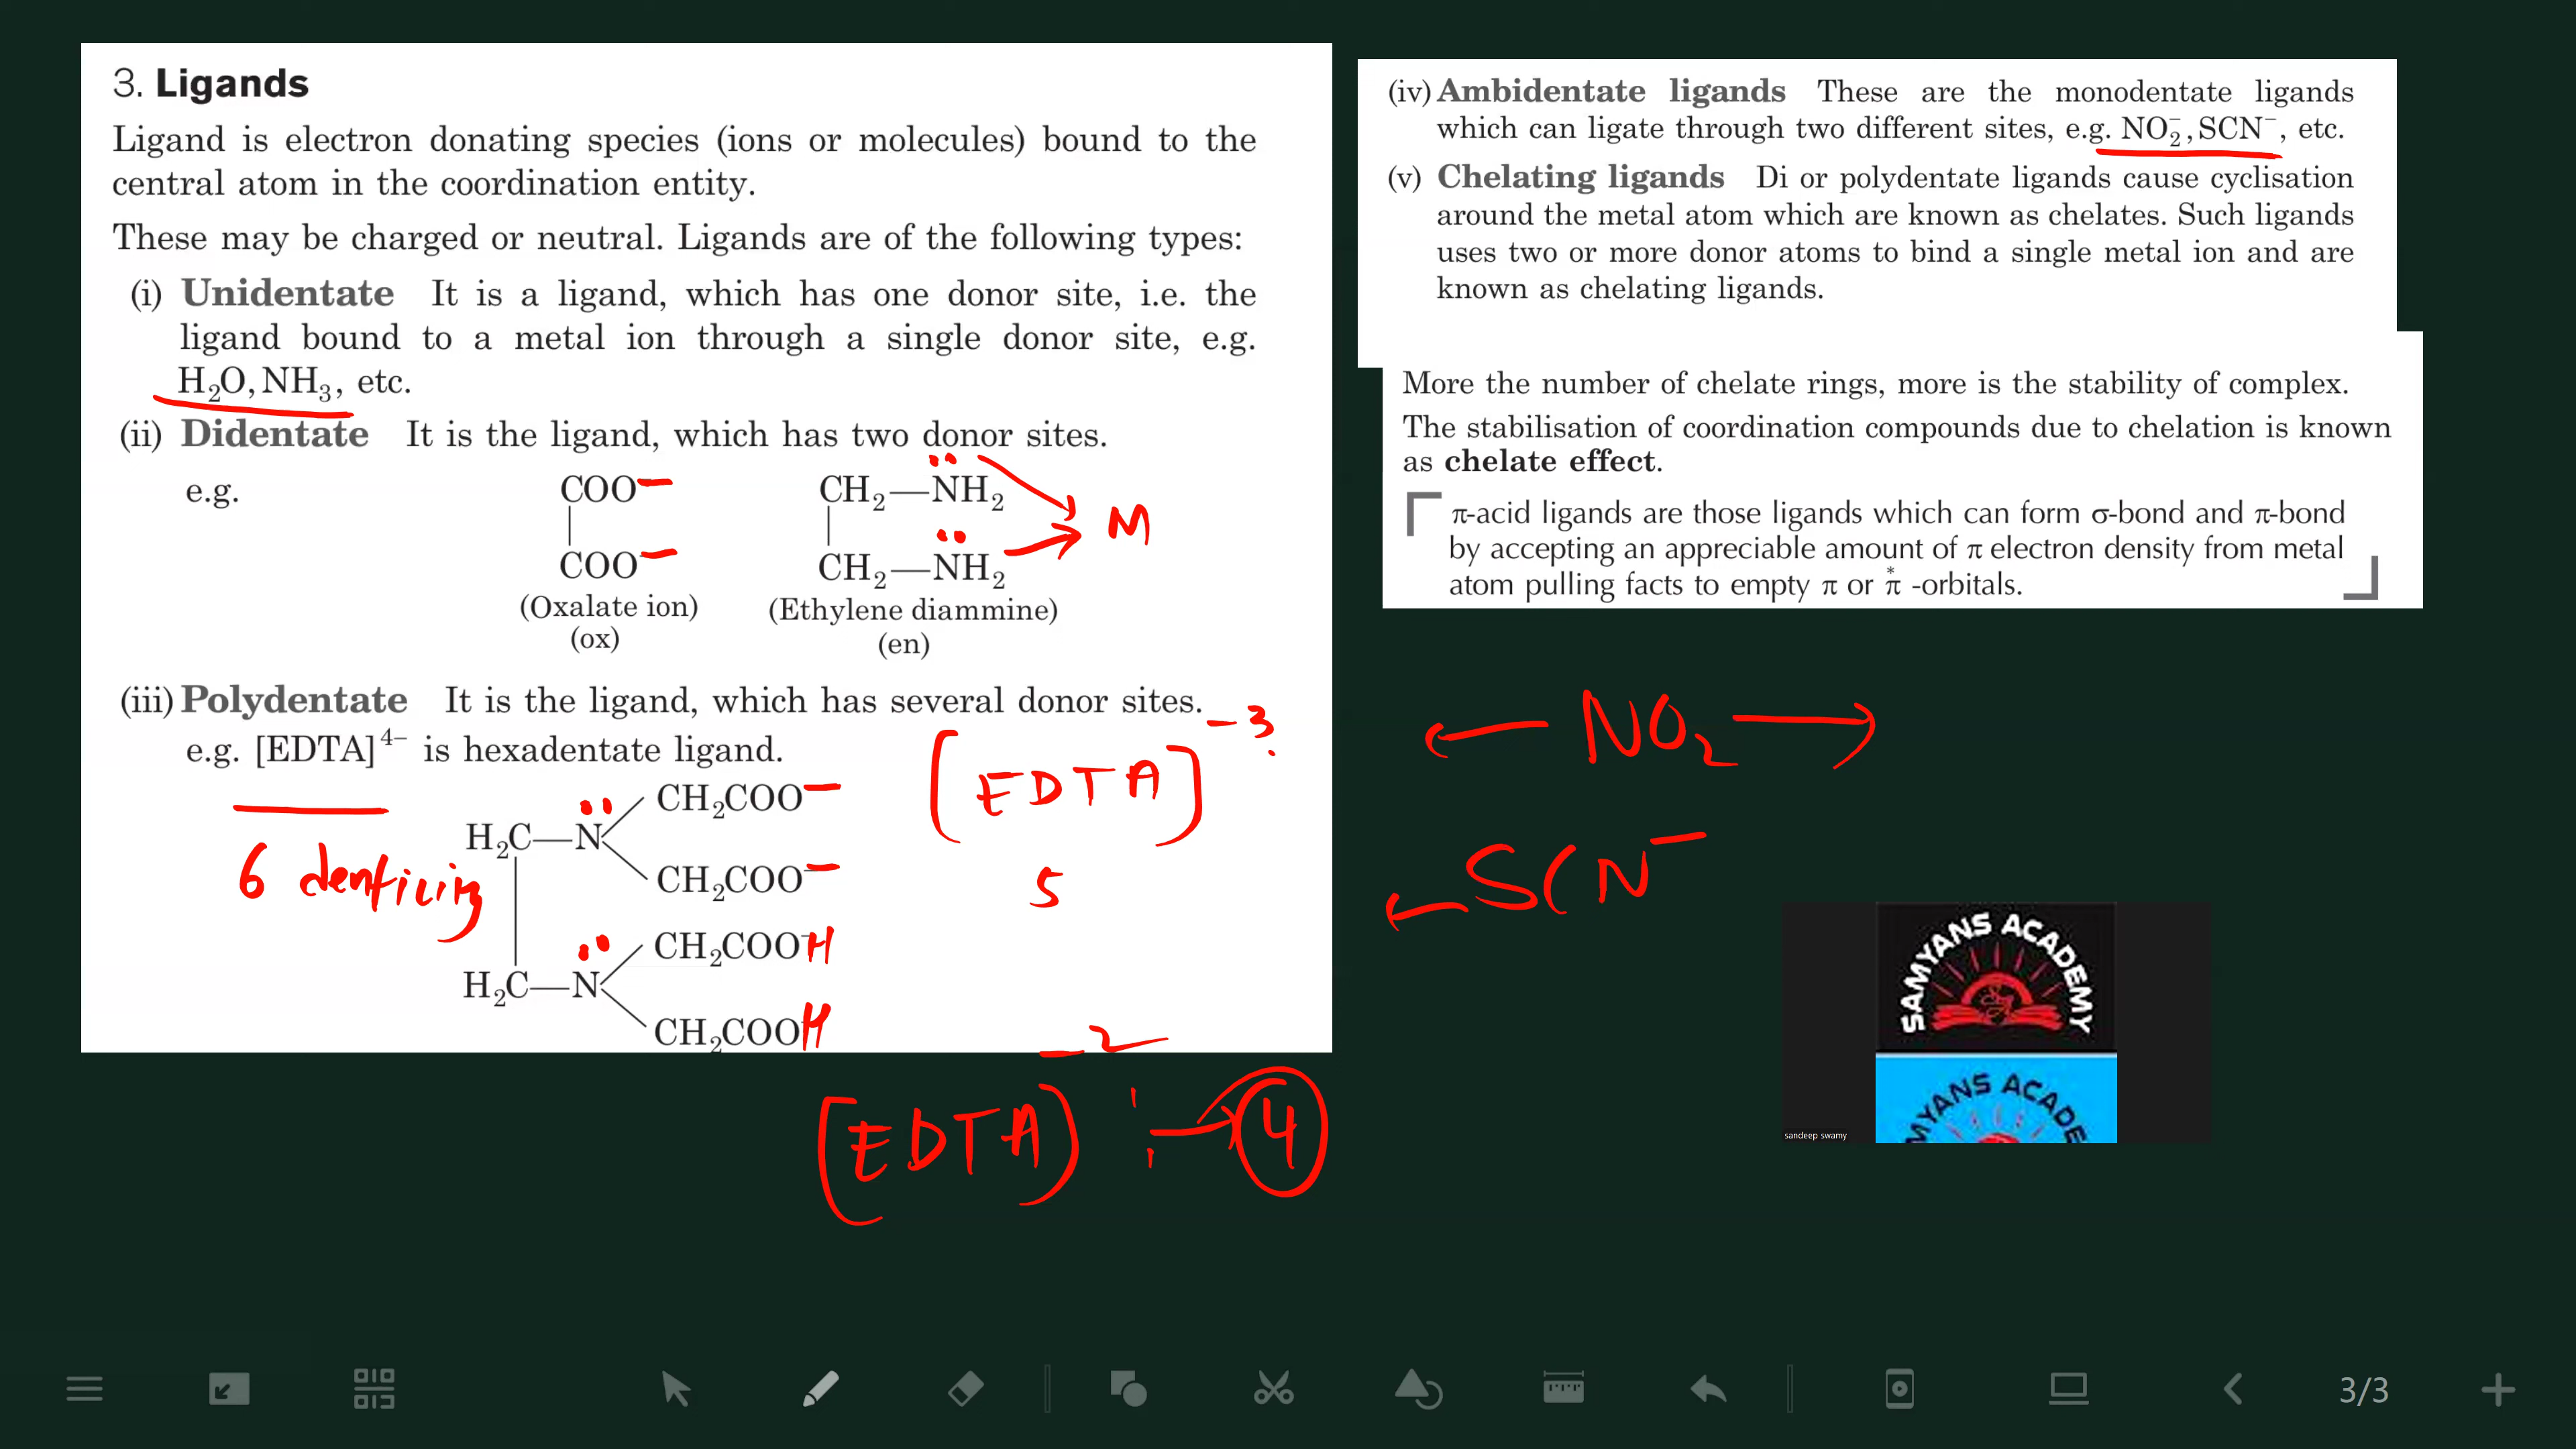 3. Ligands
Ligand is electron donating species (ions or molecules) bound to the
central atom in the coordination entity.
These may be charged or neutral. Ligands are of the following types:
(i) Unidentate It is a ligand, which has one donor site, i.e. the
ligand bound to a metal ion through a single donor site, e.g.
H₂O, NH₃, etc.
(ii) Didentate It is the ligand, which has two donor sites.
e.g. COO⁻ CH₂—NH₂
M
COO⁻ CH₂—NH₂
(Oxalate ion) (Ethylene diammine)
(ox) (en)
(iii) Polydentate It is the ligand, which has several donor sites.
e.g. [EDTA]⁴⁻ is hexadentate ligand.
CH₂COO⁻
H₂C—N
CH₂COO⁻
CH₂COOH
H₂C—N
CH₂COOH
6
[EDTA]⁻³
5
[EDTA]⁻² : → 4
(iv) Ambidentate ligands These are the monodentate ligands
which can ligate through two different sites, e.g. NO₂⁻, SCN⁻, etc.
(v) Chelating ligands Di or polydentate ligands cause cyclisation
around the metal atom which are known as chelates. Such ligands
uses two or more donor atoms to bind a single metal ion and are
known as chelating ligands.
More the number of chelate rings, more is the stability of complex.
The stabilisation of coordination compounds due to chelation is known
as chelate effect.
π-acid ligands are those ligands which can form σ-bond and π-bond
by accepting an appreciable amount of π electron density from metal
atom pulling facts to empty π or π* -orbitals.
← NO₂ →
← SCN⁻
SAMYANS ACADEMY
MYANS ACADE
sandeep swamy
3/3